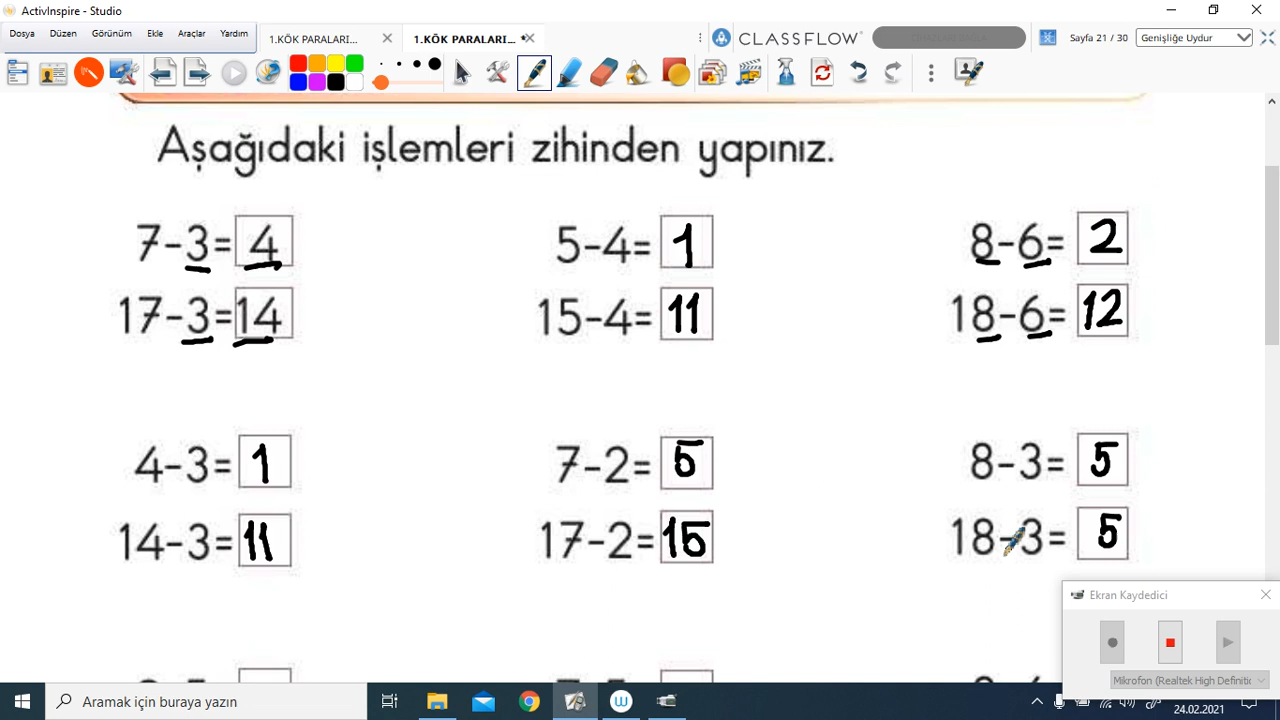 ActivInspire - Studio
Dosya Düzen Görünüm Ekle Araçlar Yardım
1.KÖK PARALARI...
1.KÖK PARALARI... *
CLASSFLOW
Sayfa 21 / 30
Genişliğe Uydur
Aşağıdaki işlemleri zihinden yapınız.
7-3= 4 5-4= 1 8-6= 2
17-3= 14 15-4= 11 18-6= 12
4-3= 1 7-2= 5 8-3= 5
14-3= 11 17-2= 15 18-3= 5
Ekran Kaydedici
Mikrofon (Realtek High Definitic
Aramak için buraya yazın
24.02.2021